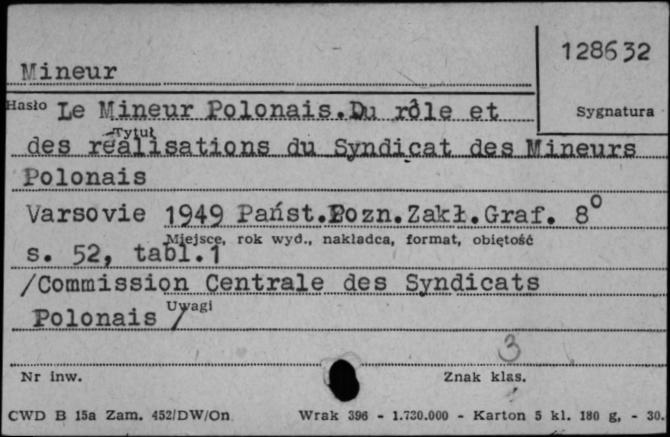 128632
Mineur
Hasło Le Mineur Polonais.Du rôle et Sygnatura
Tytuł
des réalisations du Syndicat des Mineurs
Polonais
Varsovie 1949 Państ.Pozn.Zakł.Graf. 8°
Miejsce, rok wyd., nakładca, format, objętość
s. 52, tabl.1
/Commission Centrale des Syndicats
Uwagi
Polonais /
3
Nr inw. Znak klas.
CWD B 15a Zam. 452/DW/On Wrak 396 - 1.730.000 - Karton 5 kl. 180 g, - 30.